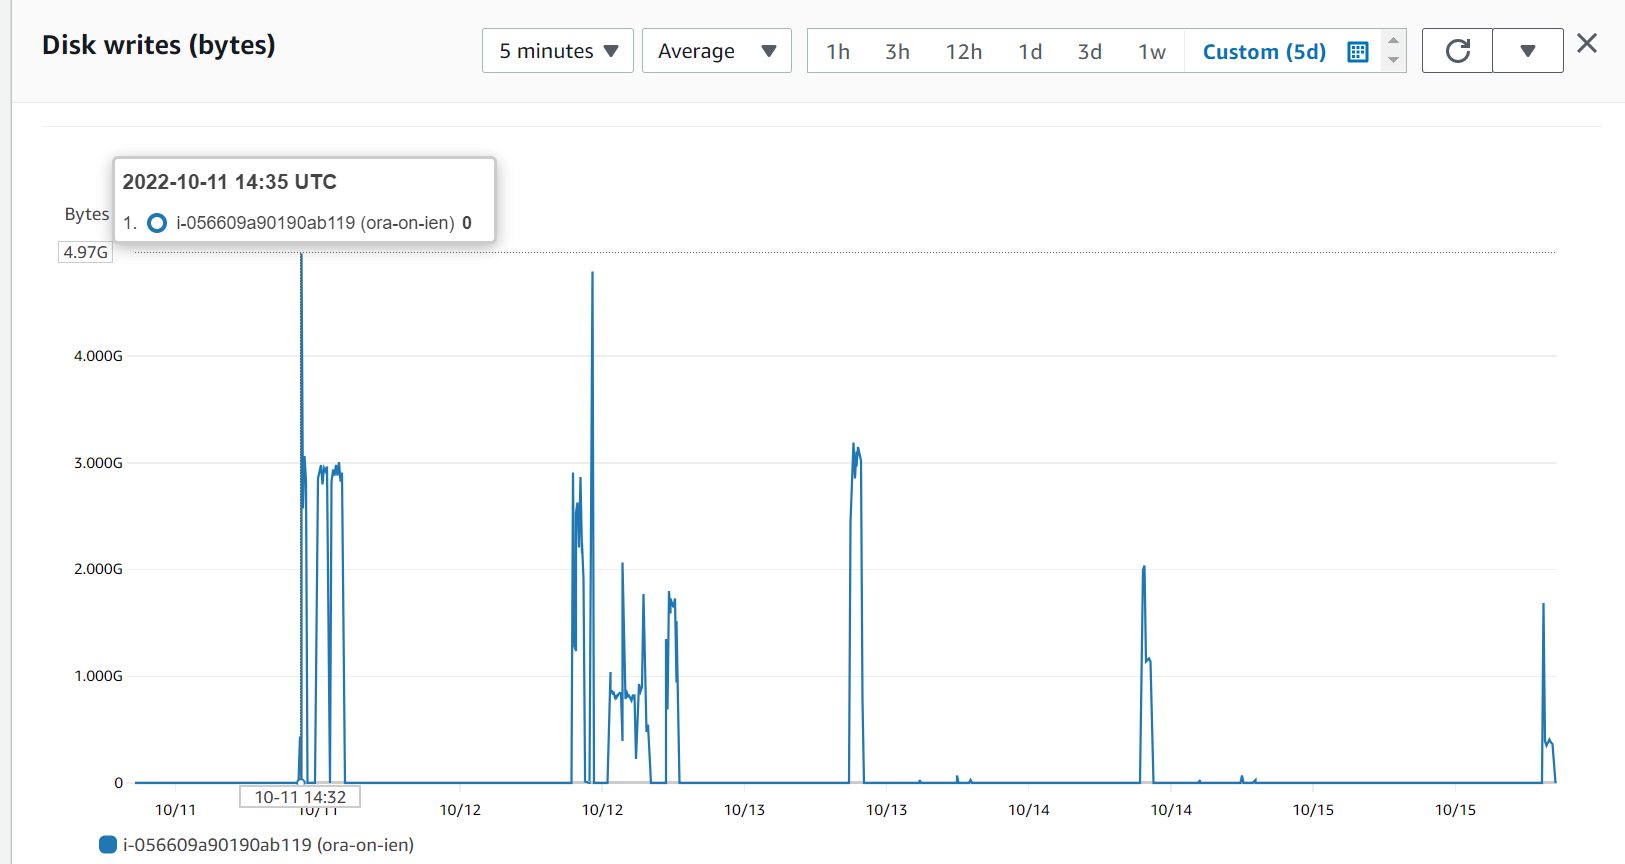 Disk writes (bytes)
5 minutes Average 1h 3h 12h 1d 3d 1w Custom (5d)
2022-10-11 14:35 UTC
1. i-056609a90190ab119 (ora-on-ien) 0
Bytes
4.97G
4.000G
3.000G
2.000G
1.000G
0
10-11 14:32
10/11 10/11 10/12 10/12 10/13 10/13 10/14 10/14 10/15 10/15
i-056609a90190ab119 (ora-on-ien)